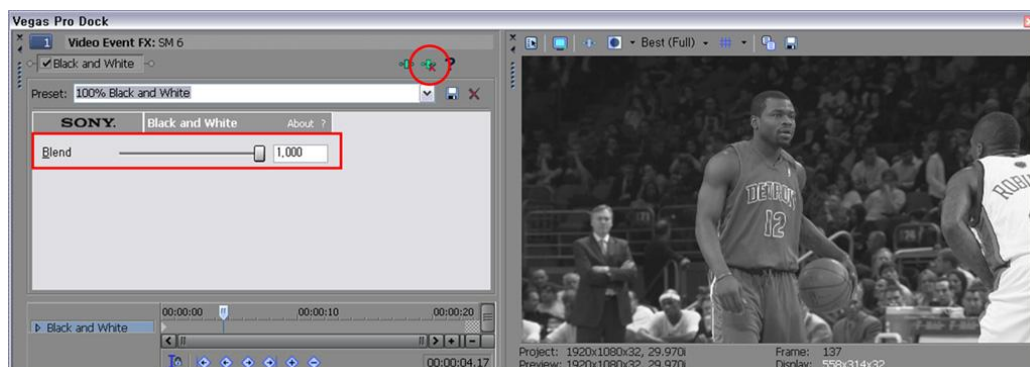 Vegas Pro Dock
1 Video Event FX: SM 6
Black and White
Preset: 100% Black and White
SONY. Black and White About ?
Blend 1,000
00:00:00 00:00:10 00:00:20
Black and White
00:00:04.17
Best (Full)
DETROIT
12
ROBI
Project: 1920x1080x32, 29.970i
Preview: 1920x1080x32, 29.970i
Frame: 137
Display: 558x314x32